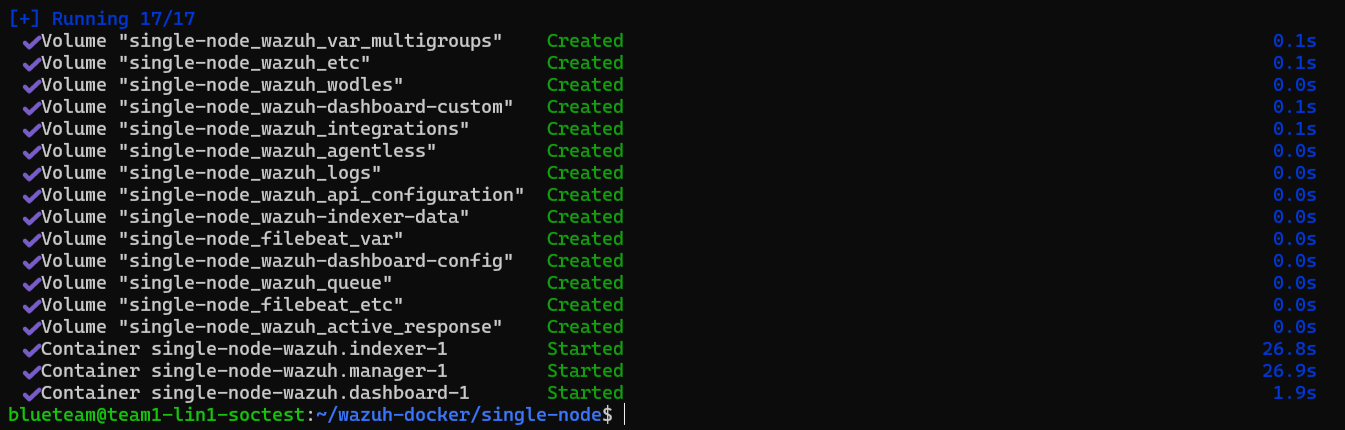 [+] Running 17/17
✔Volume "single-node_wazuh_var_multigroups" Created 0.1s
✔Volume "single-node_wazuh_etc" Created 0.1s
✔Volume "single-node_wazuh_wodles" Created 0.0s
✔Volume "single-node_wazuh-dashboard-custom" Created 0.1s
✔Volume "single-node_wazuh_integrations" Created 0.1s
✔Volume "single-node_wazuh_agentless" Created 0.0s
✔Volume "single-node_wazuh_logs" Created 0.0s
✔Volume "single-node_wazuh_api_configuration" Created 0.0s
✔Volume "single-node_wazuh-indexer-data" Created 0.0s
✔Volume "single-node_filebeat_var" Created 0.0s
✔Volume "single-node_wazuh-dashboard-config" Created 0.0s
✔Volume "single-node_wazuh_queue" Created 0.0s
✔Volume "single-node_filebeat_etc" Created 0.0s
✔Volume "single-node_wazuh_active_response" Created 0.0s
✔Container single-node-wazuh.indexer-1 Started 26.8s
✔Container single-node-wazuh.manager-1 Started 26.9s
✔Container single-node-wazuh.dashboard-1 Started 1.9s
blueteam@team1-lin1-soctest:~/wazuh-docker/single-node$